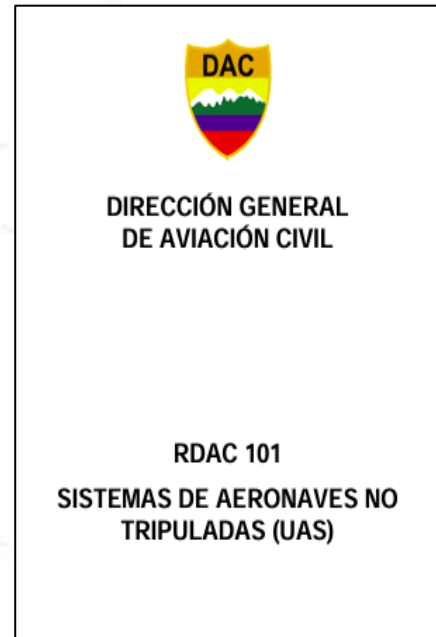 DAC
DIRECCIÓN GENERAL
DE AVIACIÓN CIVIL
RDAC 101
SISTEMAS DE AERONAVES NO
TRIPULADAS (UAS)